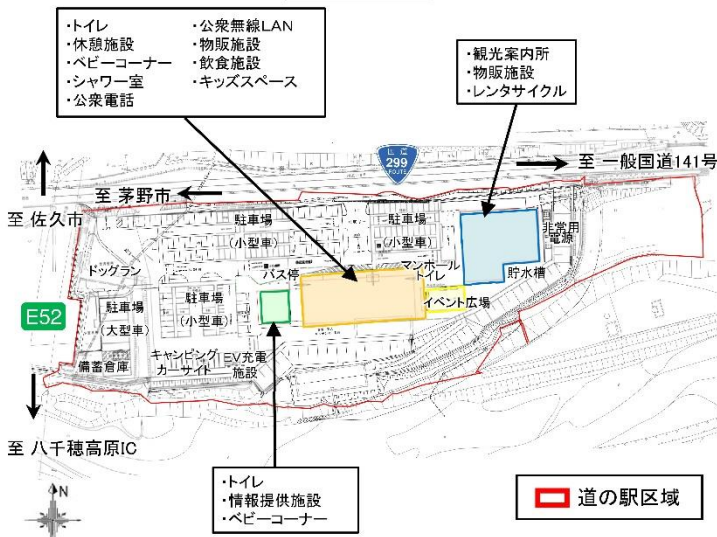 ・トイレ ・公衆無線LAN
・休憩施設 ・物販施設
・ベビーコーナー ・飲食施設
・シャワー室 ・キッズスペース
・公衆電話
・観光案内所
・物販施設
・レンタサイクル
国道
299
ROUTE
至 一般国道141号
至 茅野市
至 佐久市
駐車場
(小型車)
駐車場
(小型車)
非常用
電源
ドッグラン
バス停
マンホール
トイレ
貯水槽
イベント広場
E52
駐車場
(大型車)
駐車場
(小型車)
備蓄倉庫
キャンピング
カーサイト
EV充電
施設
至 八千穂高原IC
・トイレ
・情報提供施設
・ベビーコーナー
N
道の駅区域